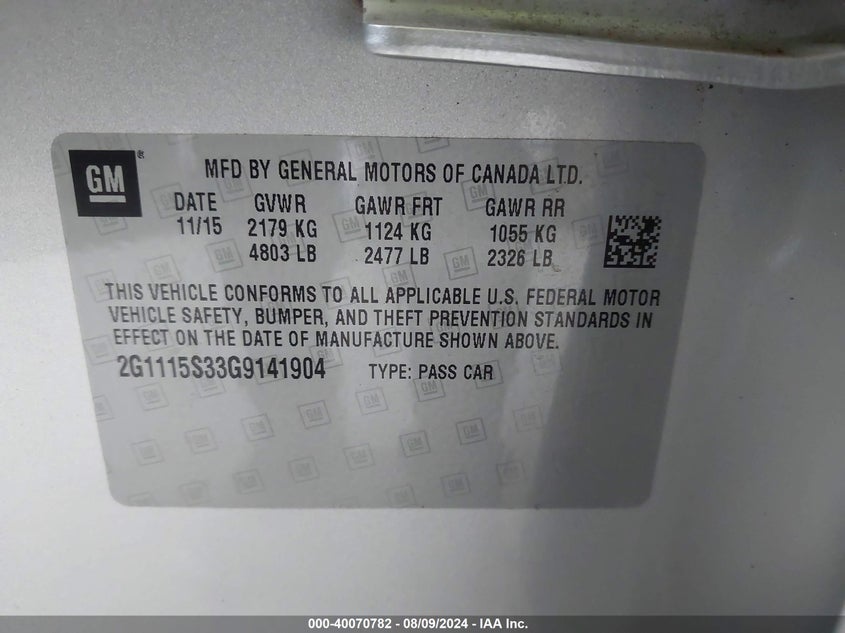 GM ®
MFD BY GENERAL MOTORS OF CANADA LTD.
DATE GVWR GAWR FRT GAWR RR
11/15 2179 KG 1124 KG 1055 KG
4803 LB 2477 LB 2326 LB
THIS VEHICLE CONFORMS TO ALL APPLICABLE U.S. FEDERAL MOTOR
VEHICLE SAFETY, BUMPER, AND THEFT PREVENTION STANDARDS IN
EFFECT ON THE DATE OF MANUFACTURE SHOWN ABOVE.
2G1115S33G9141904 TYPE: PASS CAR
000-40070782 - 08/09/2024 - IAA Inc.